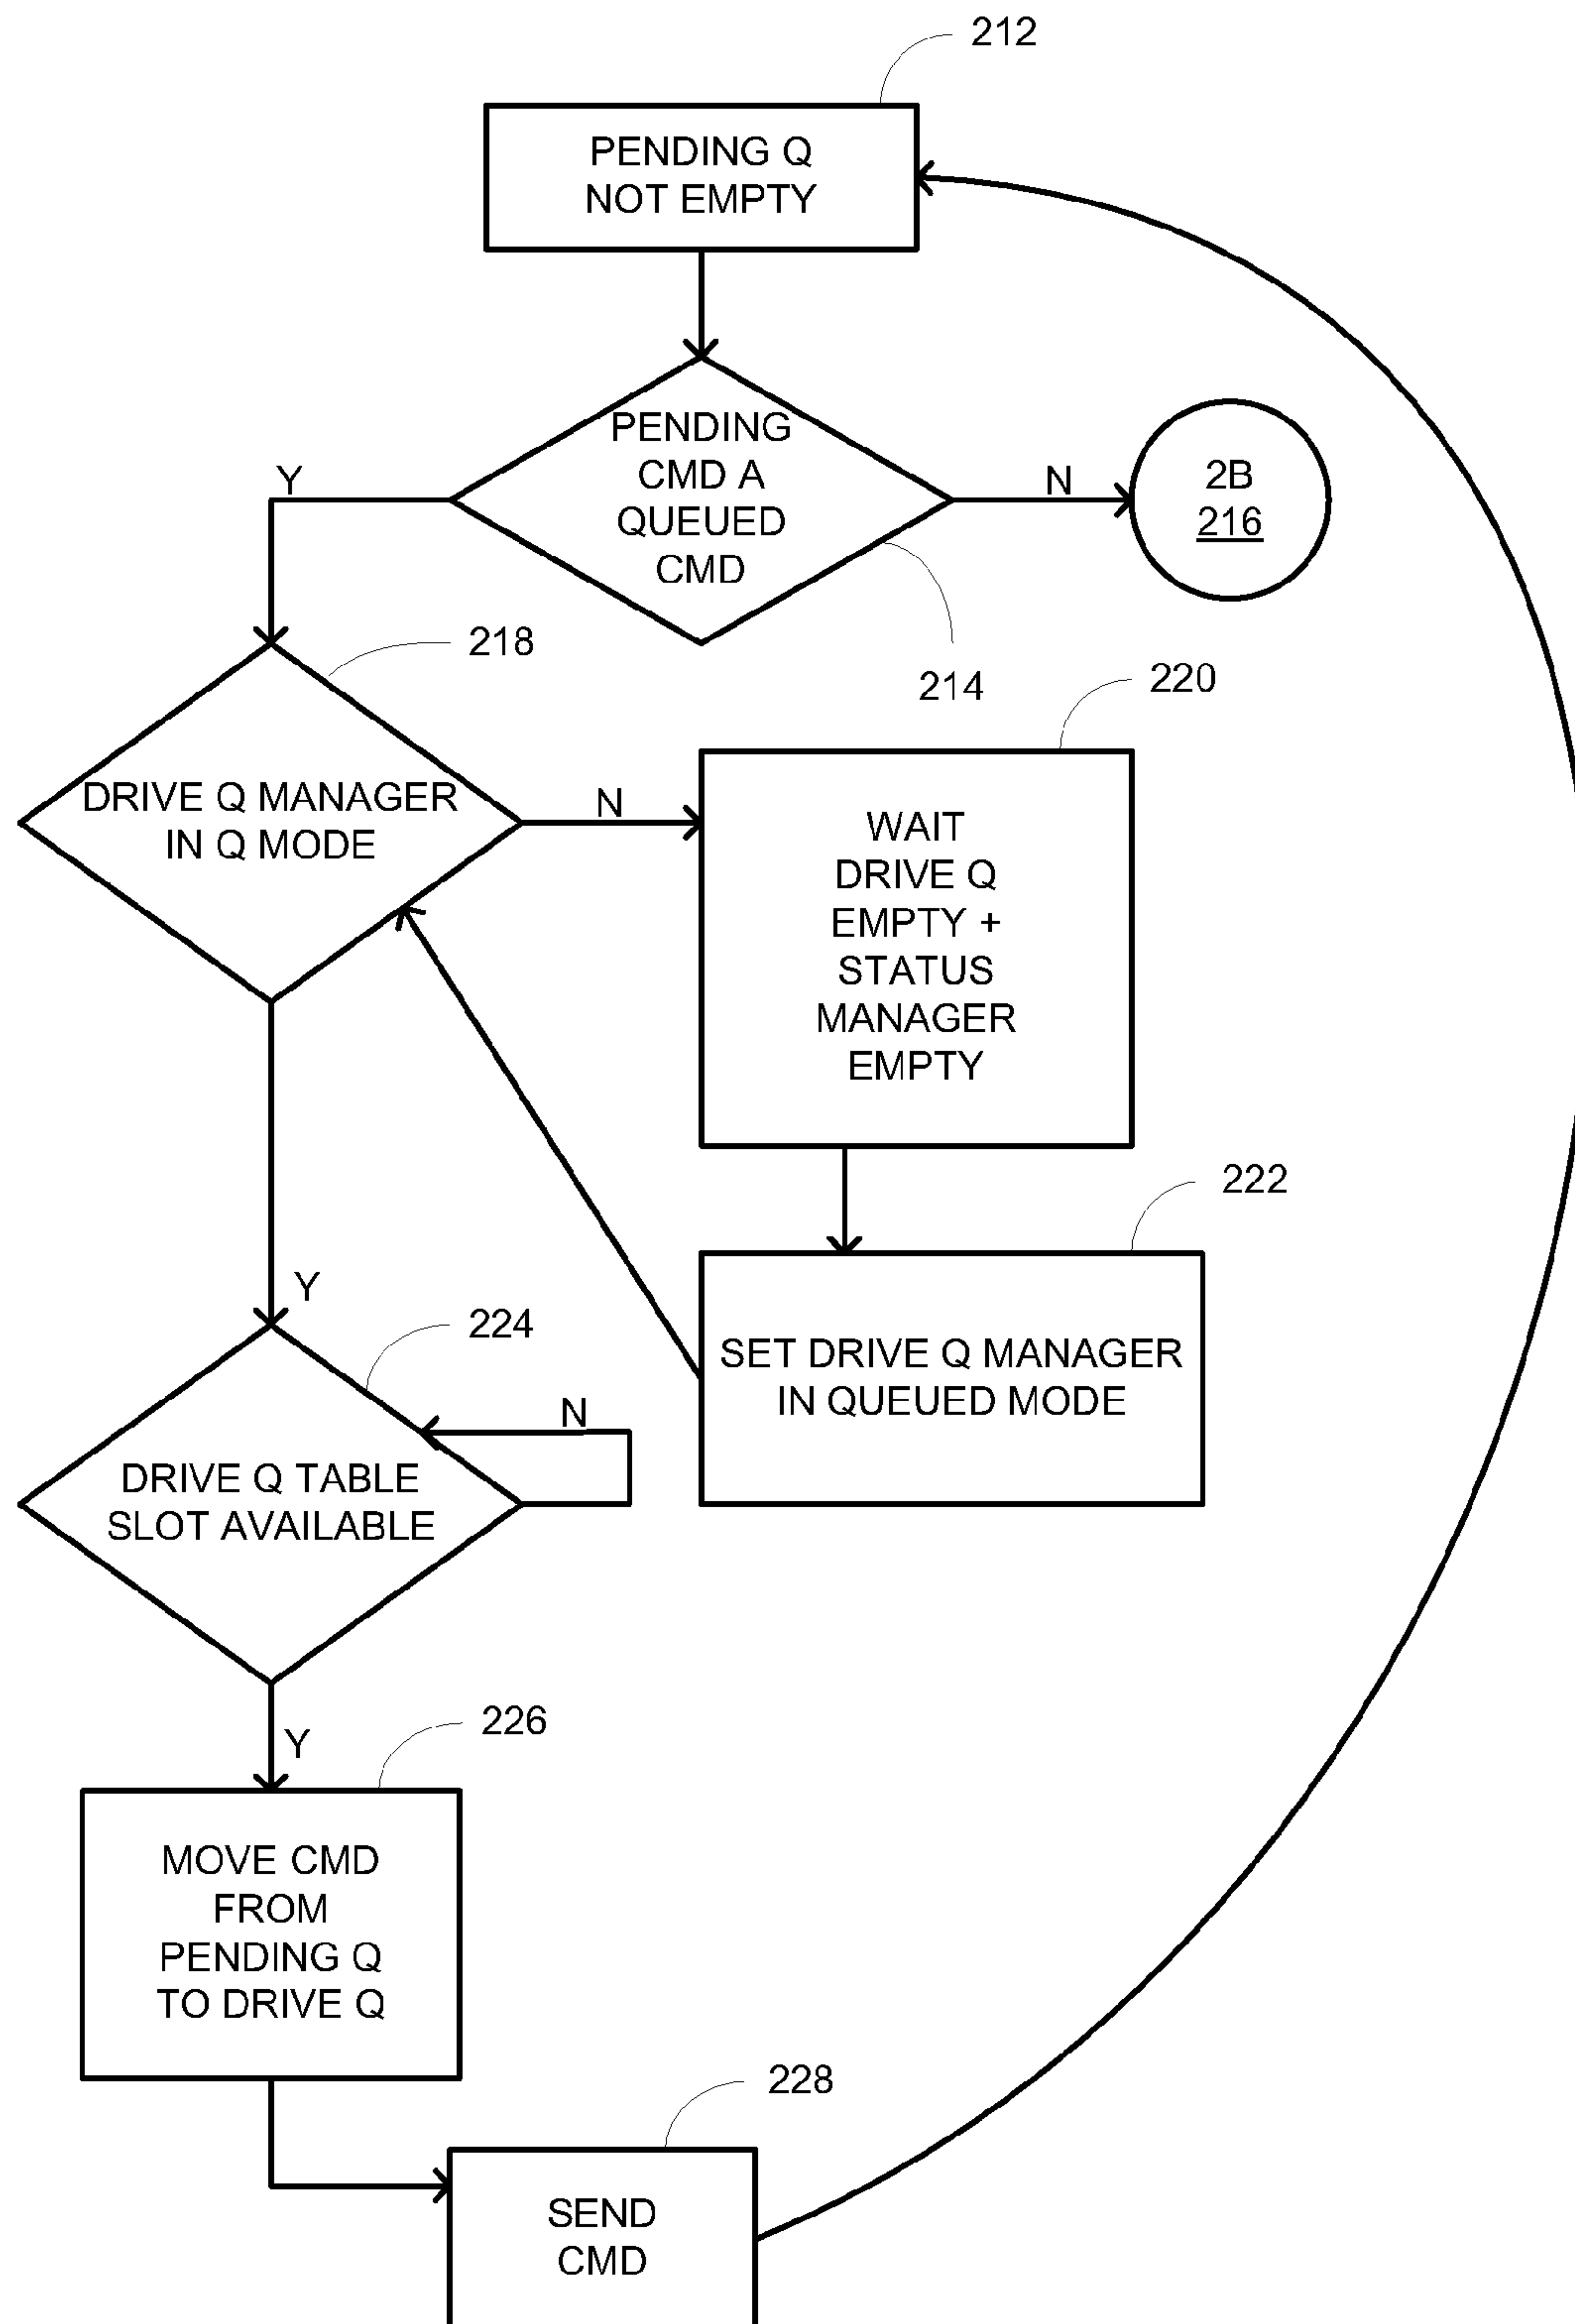 212
PENDING Q
NOT EMPTY
PENDING
CMD A
QUEUED
CMD
Y
N
2B
216
214
218
220
DRIVE Q MANAGER
IN Q MODE
N
WAIT
DRIVE Q
EMPTY +
STATUS
MANAGER
EMPTY
222
SET DRIVE Q MANAGER
IN QUEUED MODE
Y
224
N
DRIVE Q TABLE
SLOT AVAILABLE
Y
226
MOVE CMD
FROM
PENDING Q
TO DRIVE Q
228
SEND
CMD